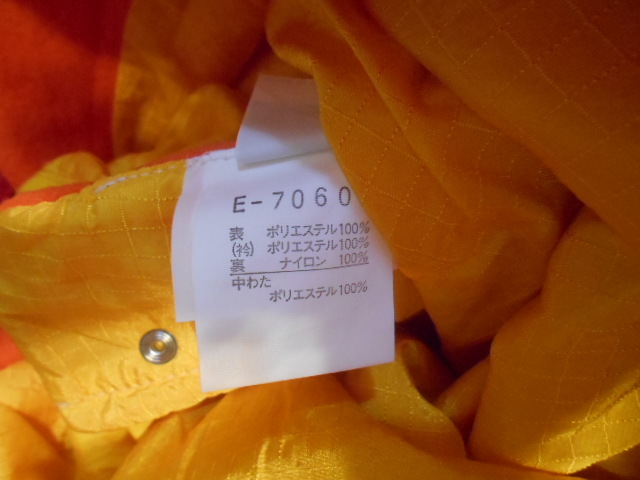 E-7060
表 ポリエステル100%
(衿) ポリエステル100%
裏 ナイロン 100%
中わた
ポリエステル100%